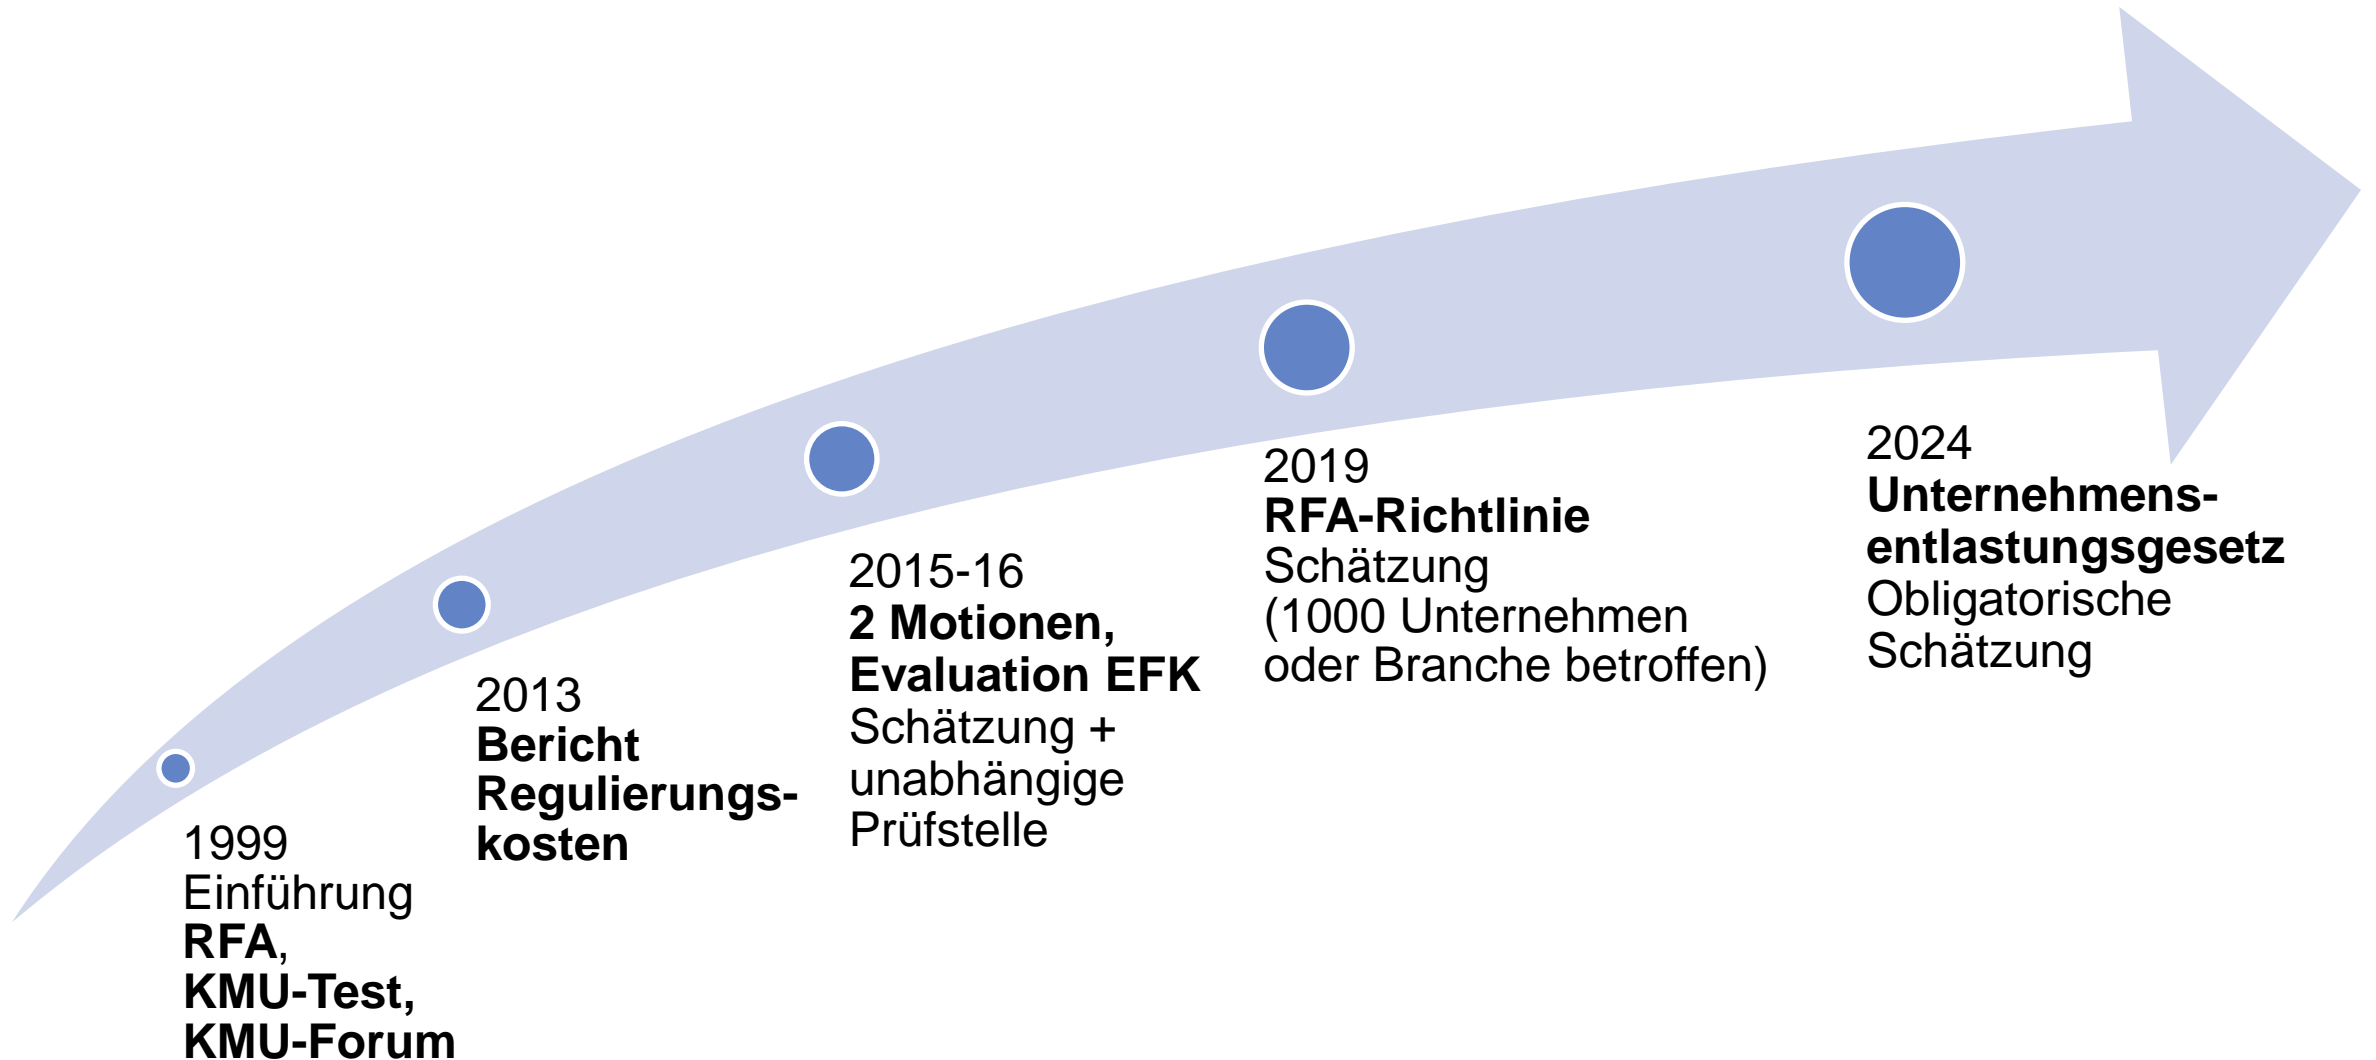 1999
Einführung
RFA,
KMU-Test,
KMU-Forum
2013
Bericht
Regulierungs-
kosten
2015-16
2 Motionen,
Evaluation EFK
Schätzung +
unabhängige
Prüfstelle
2019
RFA-Richtlinie
Schätzung
(1000 Unternehmen
oder Branche betroffen)
2024
Unternehmens-
entlastungsgesetz
Obligatorische
Schätzung